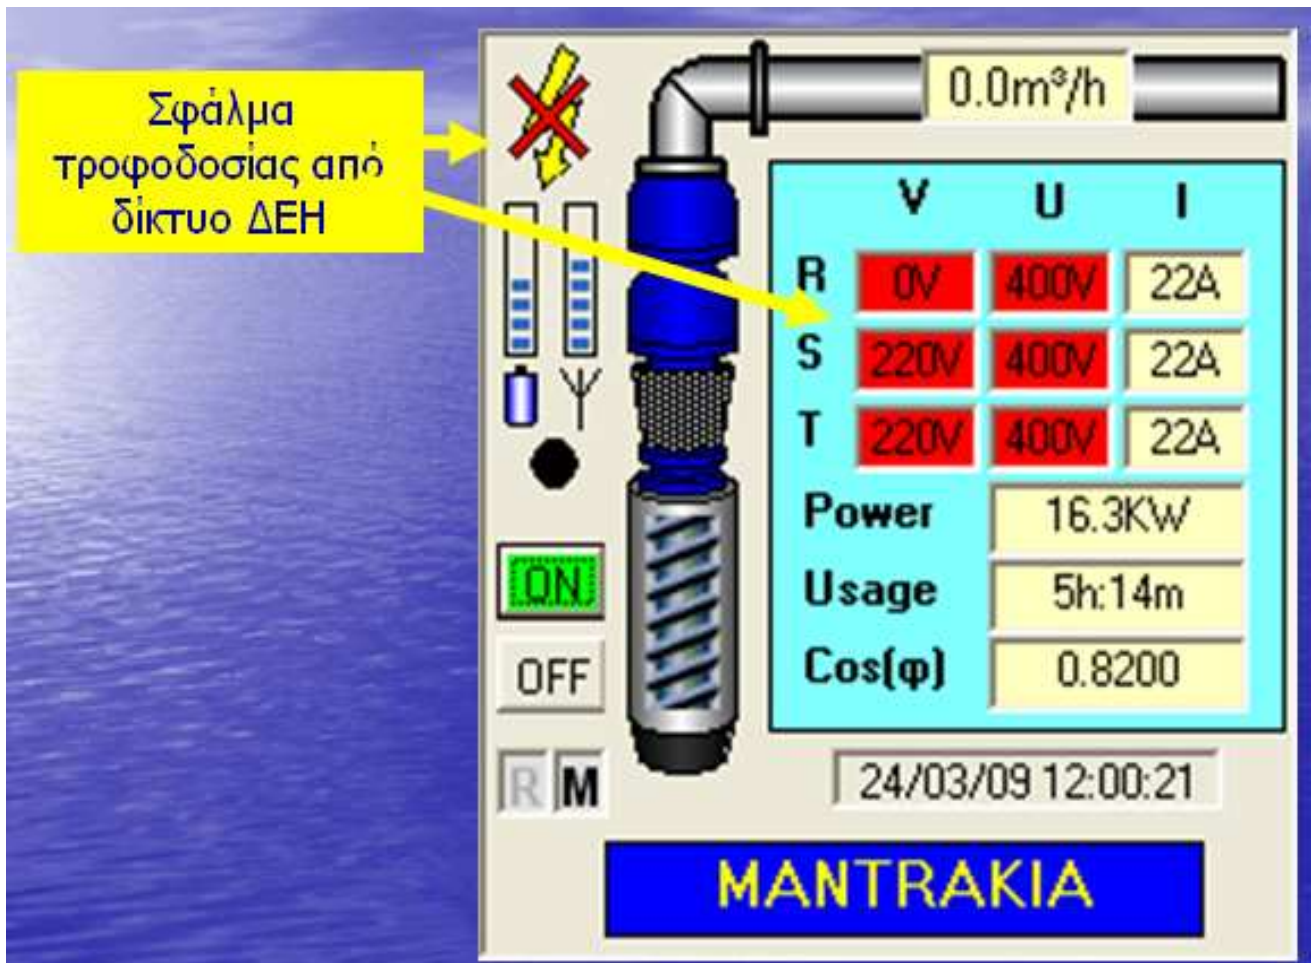 Σφάλμα
τροφοδοσίας από
δίκτυο ΔΕΗ
0.0m³/h
V U I
R 0V 400V 22A
S 220V 400V 22A
T 220V 400V 22A
Power 16.3KW
Usage 5h:14m
Cos(φ) 0.8200
ON
OFF
R M
24/03/09 12:00:21
MANTRAKIA